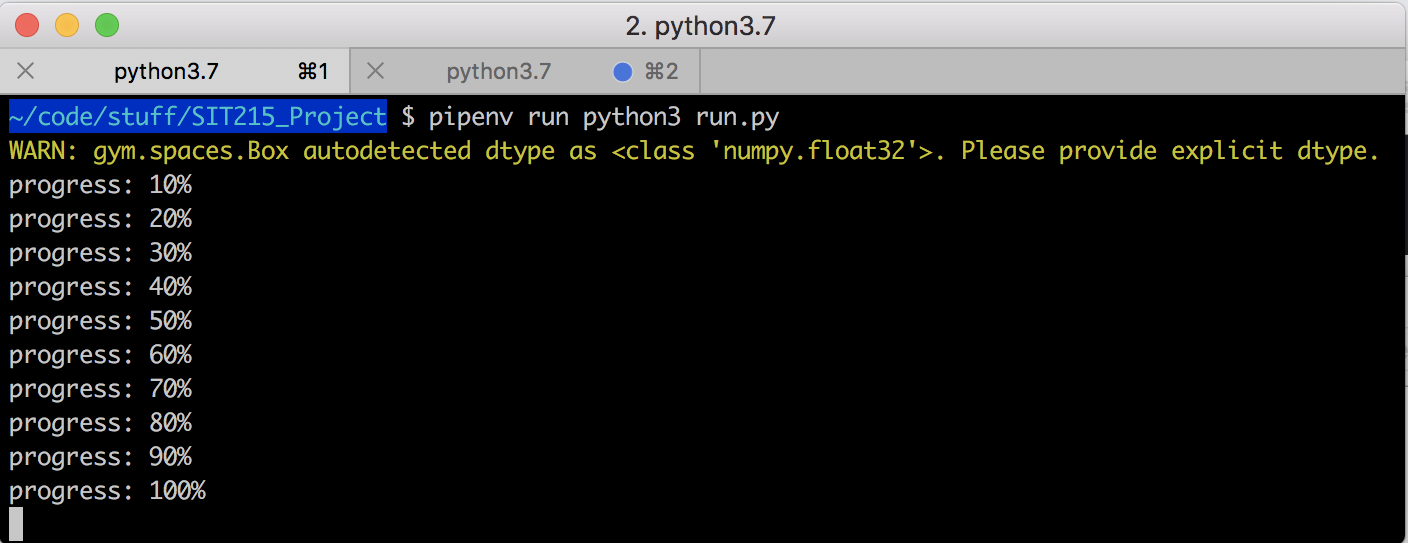 2. python3.7
python3.7 ⌘1 python3.7 ⌘2
~/code/stuff/SIT215_Project $ pipenv run python3 run.py
WARN: gym.spaces.Box autodetected dtype as <class 'numpy.float32'>. Please provide explicit dtype.
progress: 10%
progress: 20%
progress: 30%
progress: 40%
progress: 50%
progress: 60%
progress: 70%
progress: 80%
progress: 90%
progress: 100%